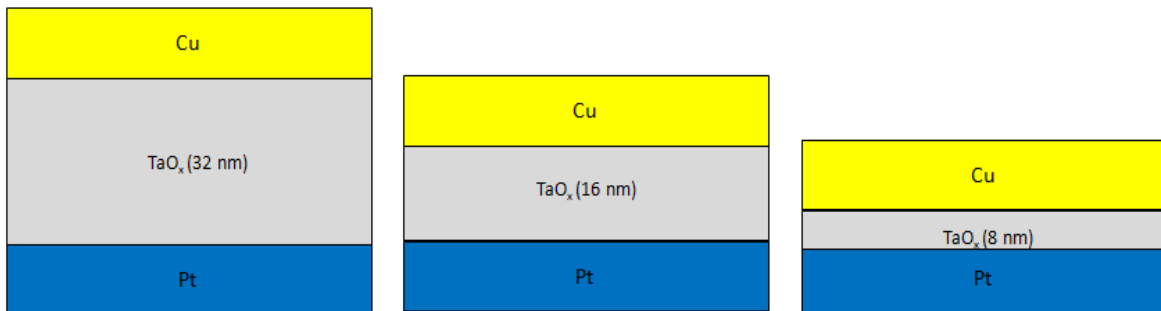 Cu
TaOₓ (32 nm)
Pt
Cu
TaOₓ (16 nm)
Pt
Cu
TaOₓ (8 nm)
Pt